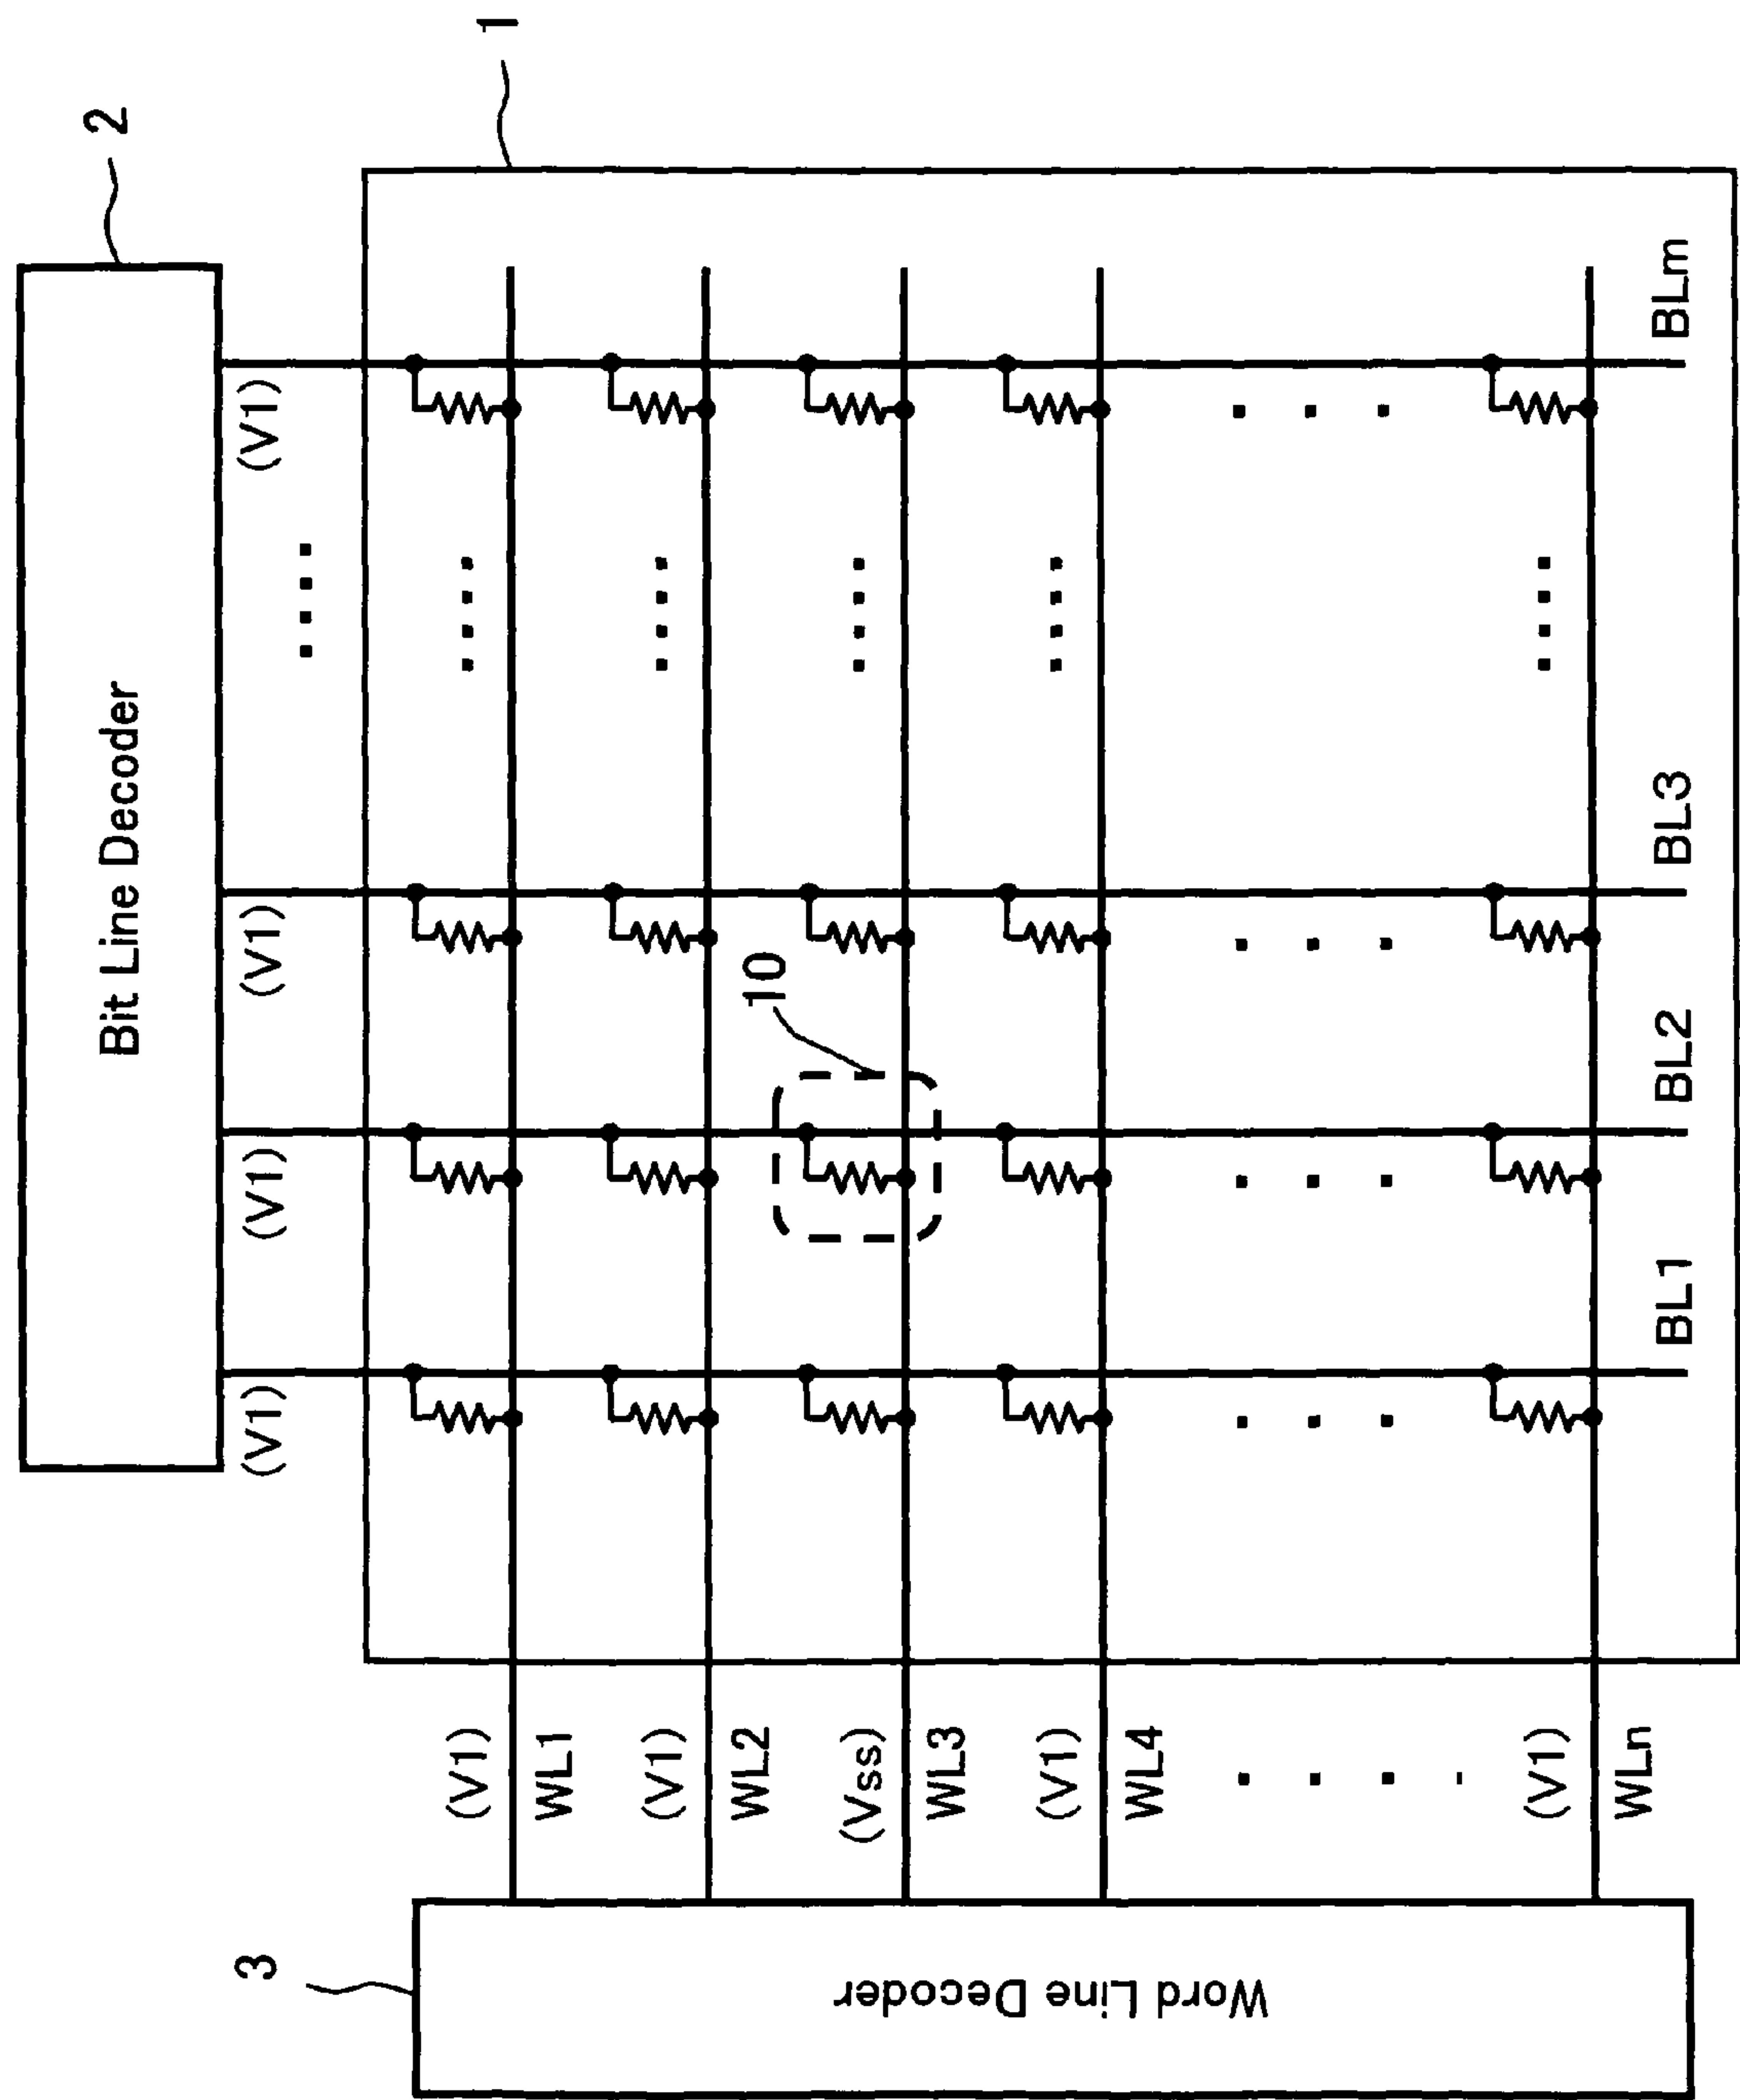 2
Bit Line Decoder
1
(V1)
(V1)
(V1)
(V1)
3
Word Line Decoder
(V1)
WL1
(V1)
WL2
10
(Vss)
WL3
(V1)
WL4
(V1)
WLn
BL1
BL2
BL3
BLm